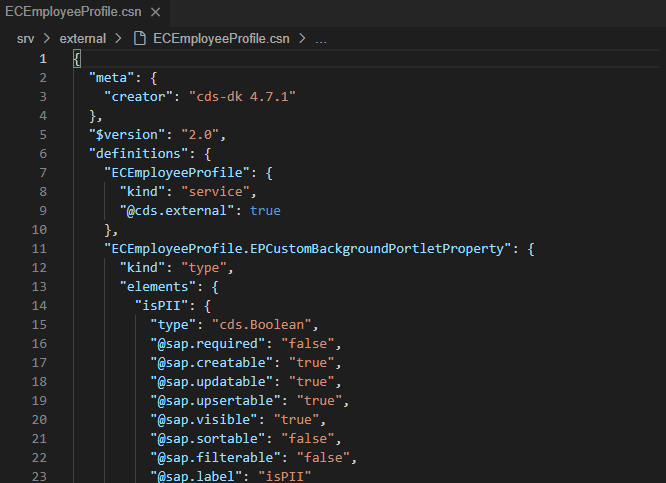 ECEmployeeProfile.csn ×
srv > external > ECEmployeeProfile.csn > ...
1 {
2 "meta": {
3 "creator": "cds-dk 4.7.1"
4 },
5 "$version": "2.0",
6 "definitions": {
7 "ECEmployeeProfile": {
8 "kind": "service",
9 "@cds.external": true
10 },
11 "ECEmployeeProfile.EPCustomBackgroundPortletProperty": {
12 "kind": "type",
13 "elements": {
14 "isPII": {
15 "type": "cds.Boolean",
16 "@sap.required": "false",
17 "@sap.creatable": "true",
18 "@sap.updatable": "true",
19 "@sap.upsertable": "true",
20 "@sap.visible": "true",
21 "@sap.sortable": "false",
22 "@sap.filterable": "false",
23 "@sap.label": "isPII"